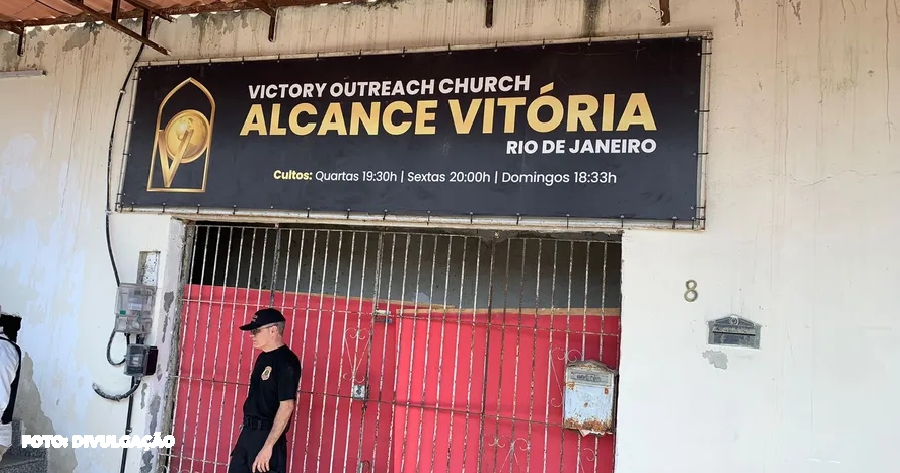 VICTORY OUTREACH CHURCH
ALCANCE VITÓRIA
RIO DE JANEIRO
Cultos: Quartas 19:30h | Sextas 20:00h | Domingos 18:33h
8
FOTO: DIVULGAÇÃO